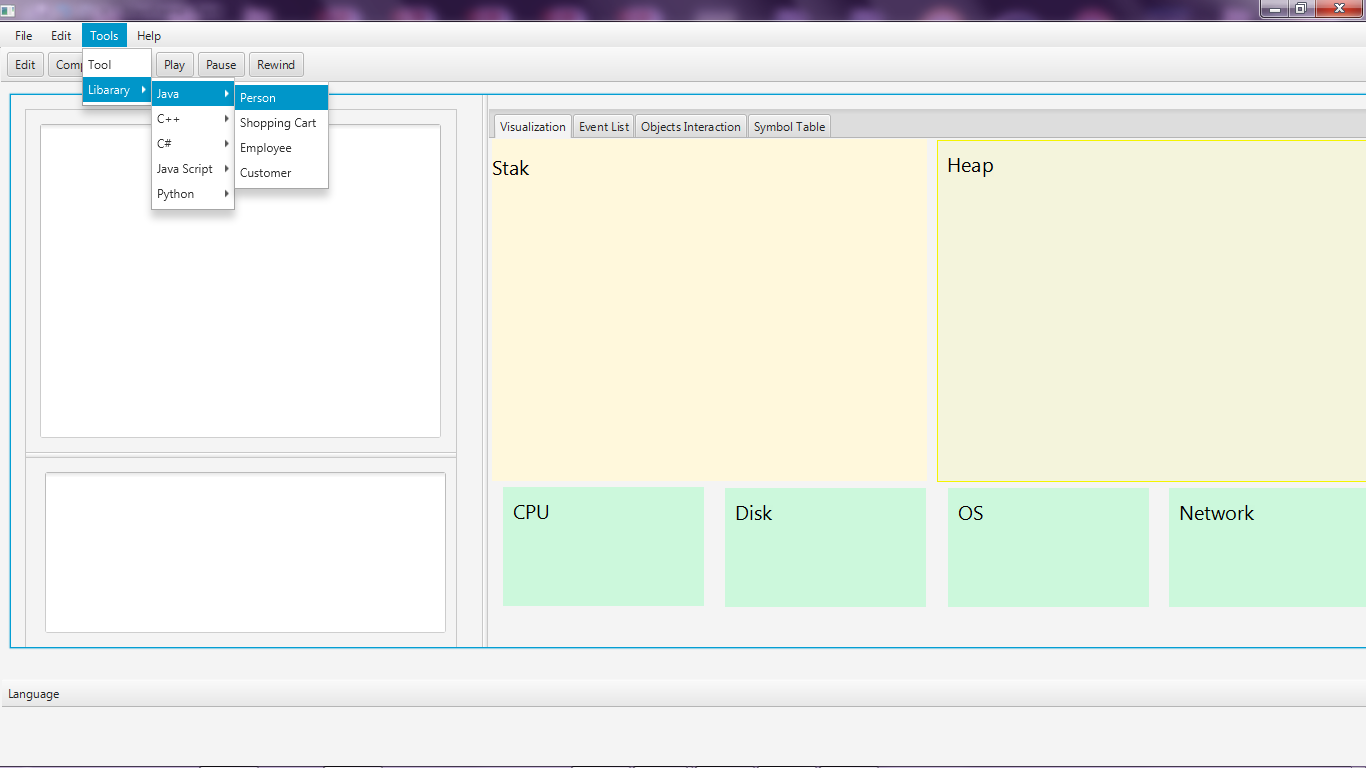 File Edit Tools Help
Edit Comp Play Pause Rewind
Tool
Libarary
Java
C++
C#
Java Script
Python
Person
Shopping Cart
Employee
Customer
Visualization Event List Objects Interaction Symbol Table
Stak
Heap
CPU
Disk
OS
Network
Language